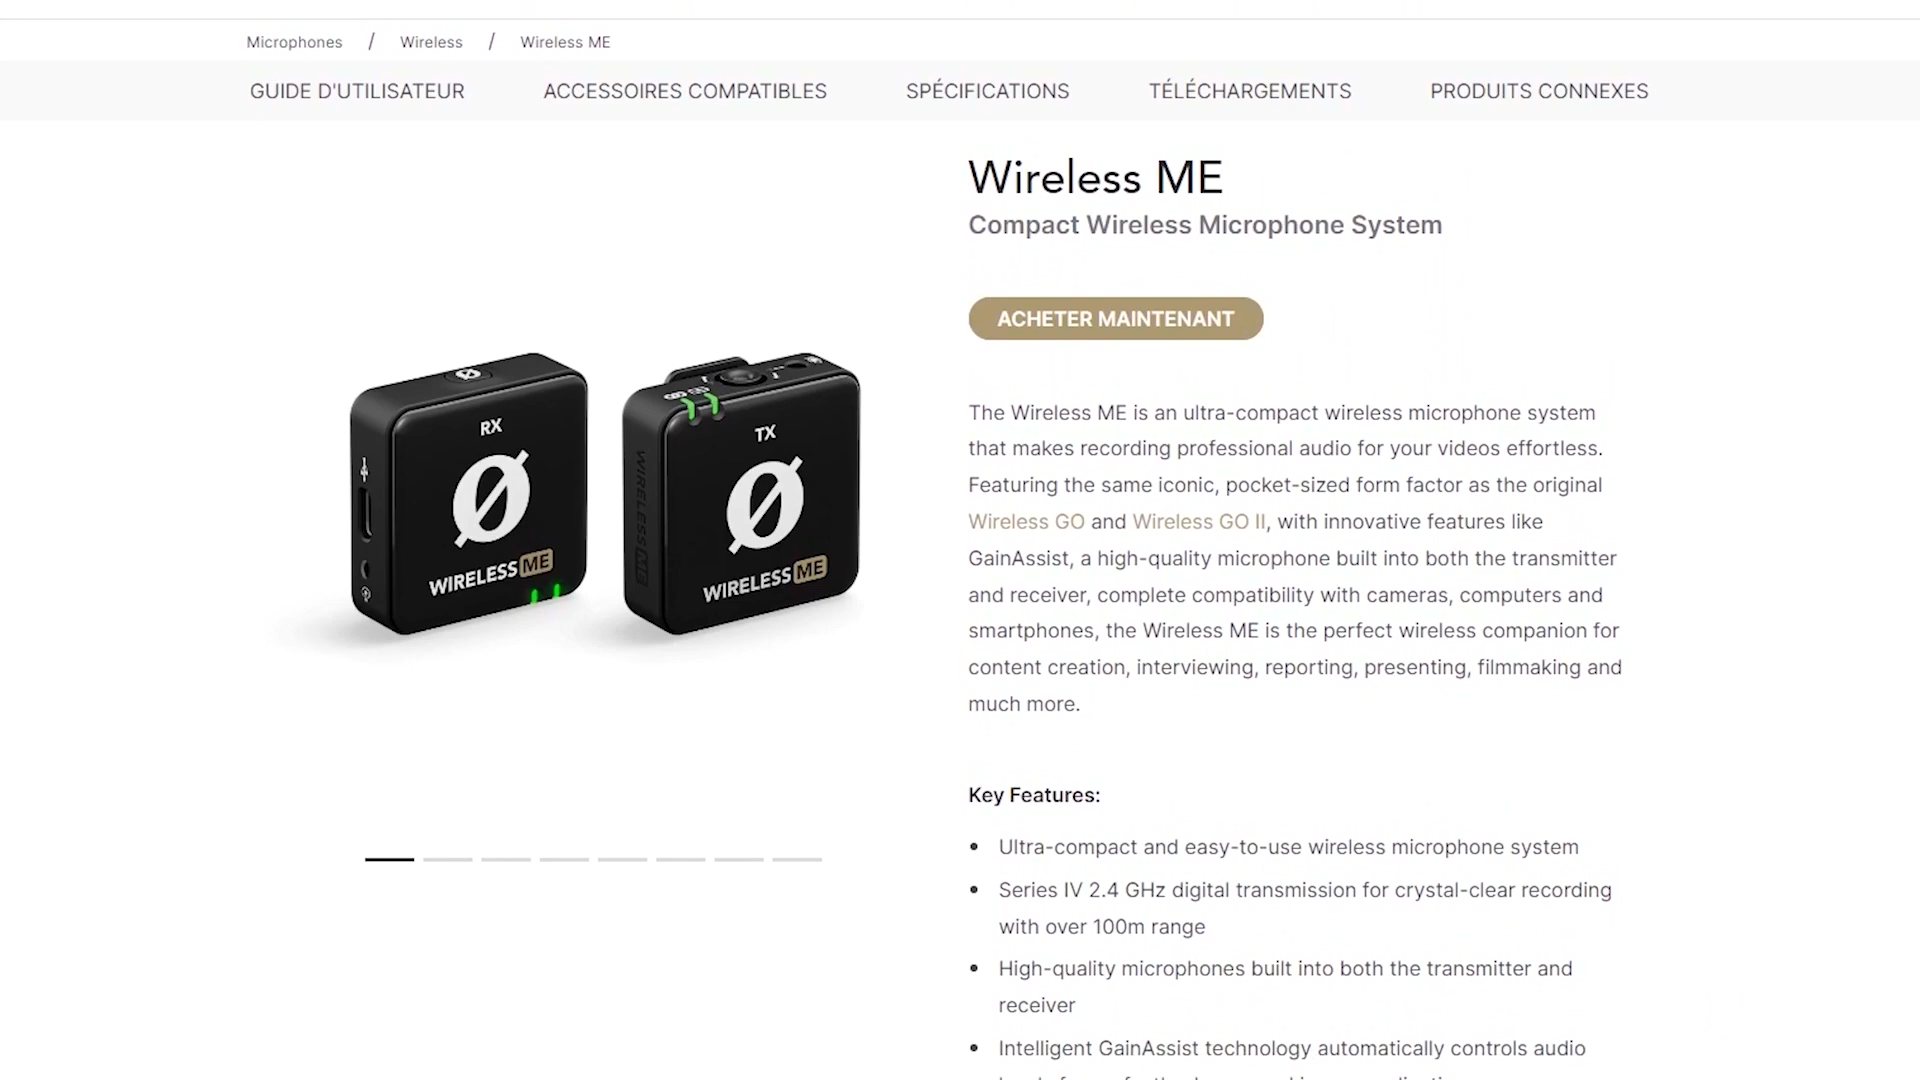 Microphones / Wireless / Wireless ME
GUIDE D'UTILISATEUR ACCESSOIRES COMPATIBLES SPÉCIFICATIONS TÉLÉCHARGEMENTS PRODUITS CONNEXES
Wireless ME
Compact Wireless Microphone System
ACHETER MAINTENANT
RX
WIRELESS ME
TX
WIRELESS ME
WIRELESS ME
The Wireless ME is an ultra-compact wireless microphone system
that makes recording professional audio for your videos effortless.
Featuring the same iconic, pocket-sized form factor as the original
Wireless GO and Wireless GO II, with innovative features like
GainAssist, a high-quality microphone built into both the transmitter
and receiver, complete compatibility with cameras, computers and
smartphones, the Wireless ME is the perfect wireless companion for
content creation, interviewing, reporting, presenting, filmmaking and
much more.
Key Features:
• Ultra-compact and easy-to-use wireless microphone system
• Series IV 2.4 GHz digital transmission for crystal-clear recording
with over 100m range
• High-quality microphones built into both the transmitter and
receiver
• Intelligent GainAssist technology automatically controls audio